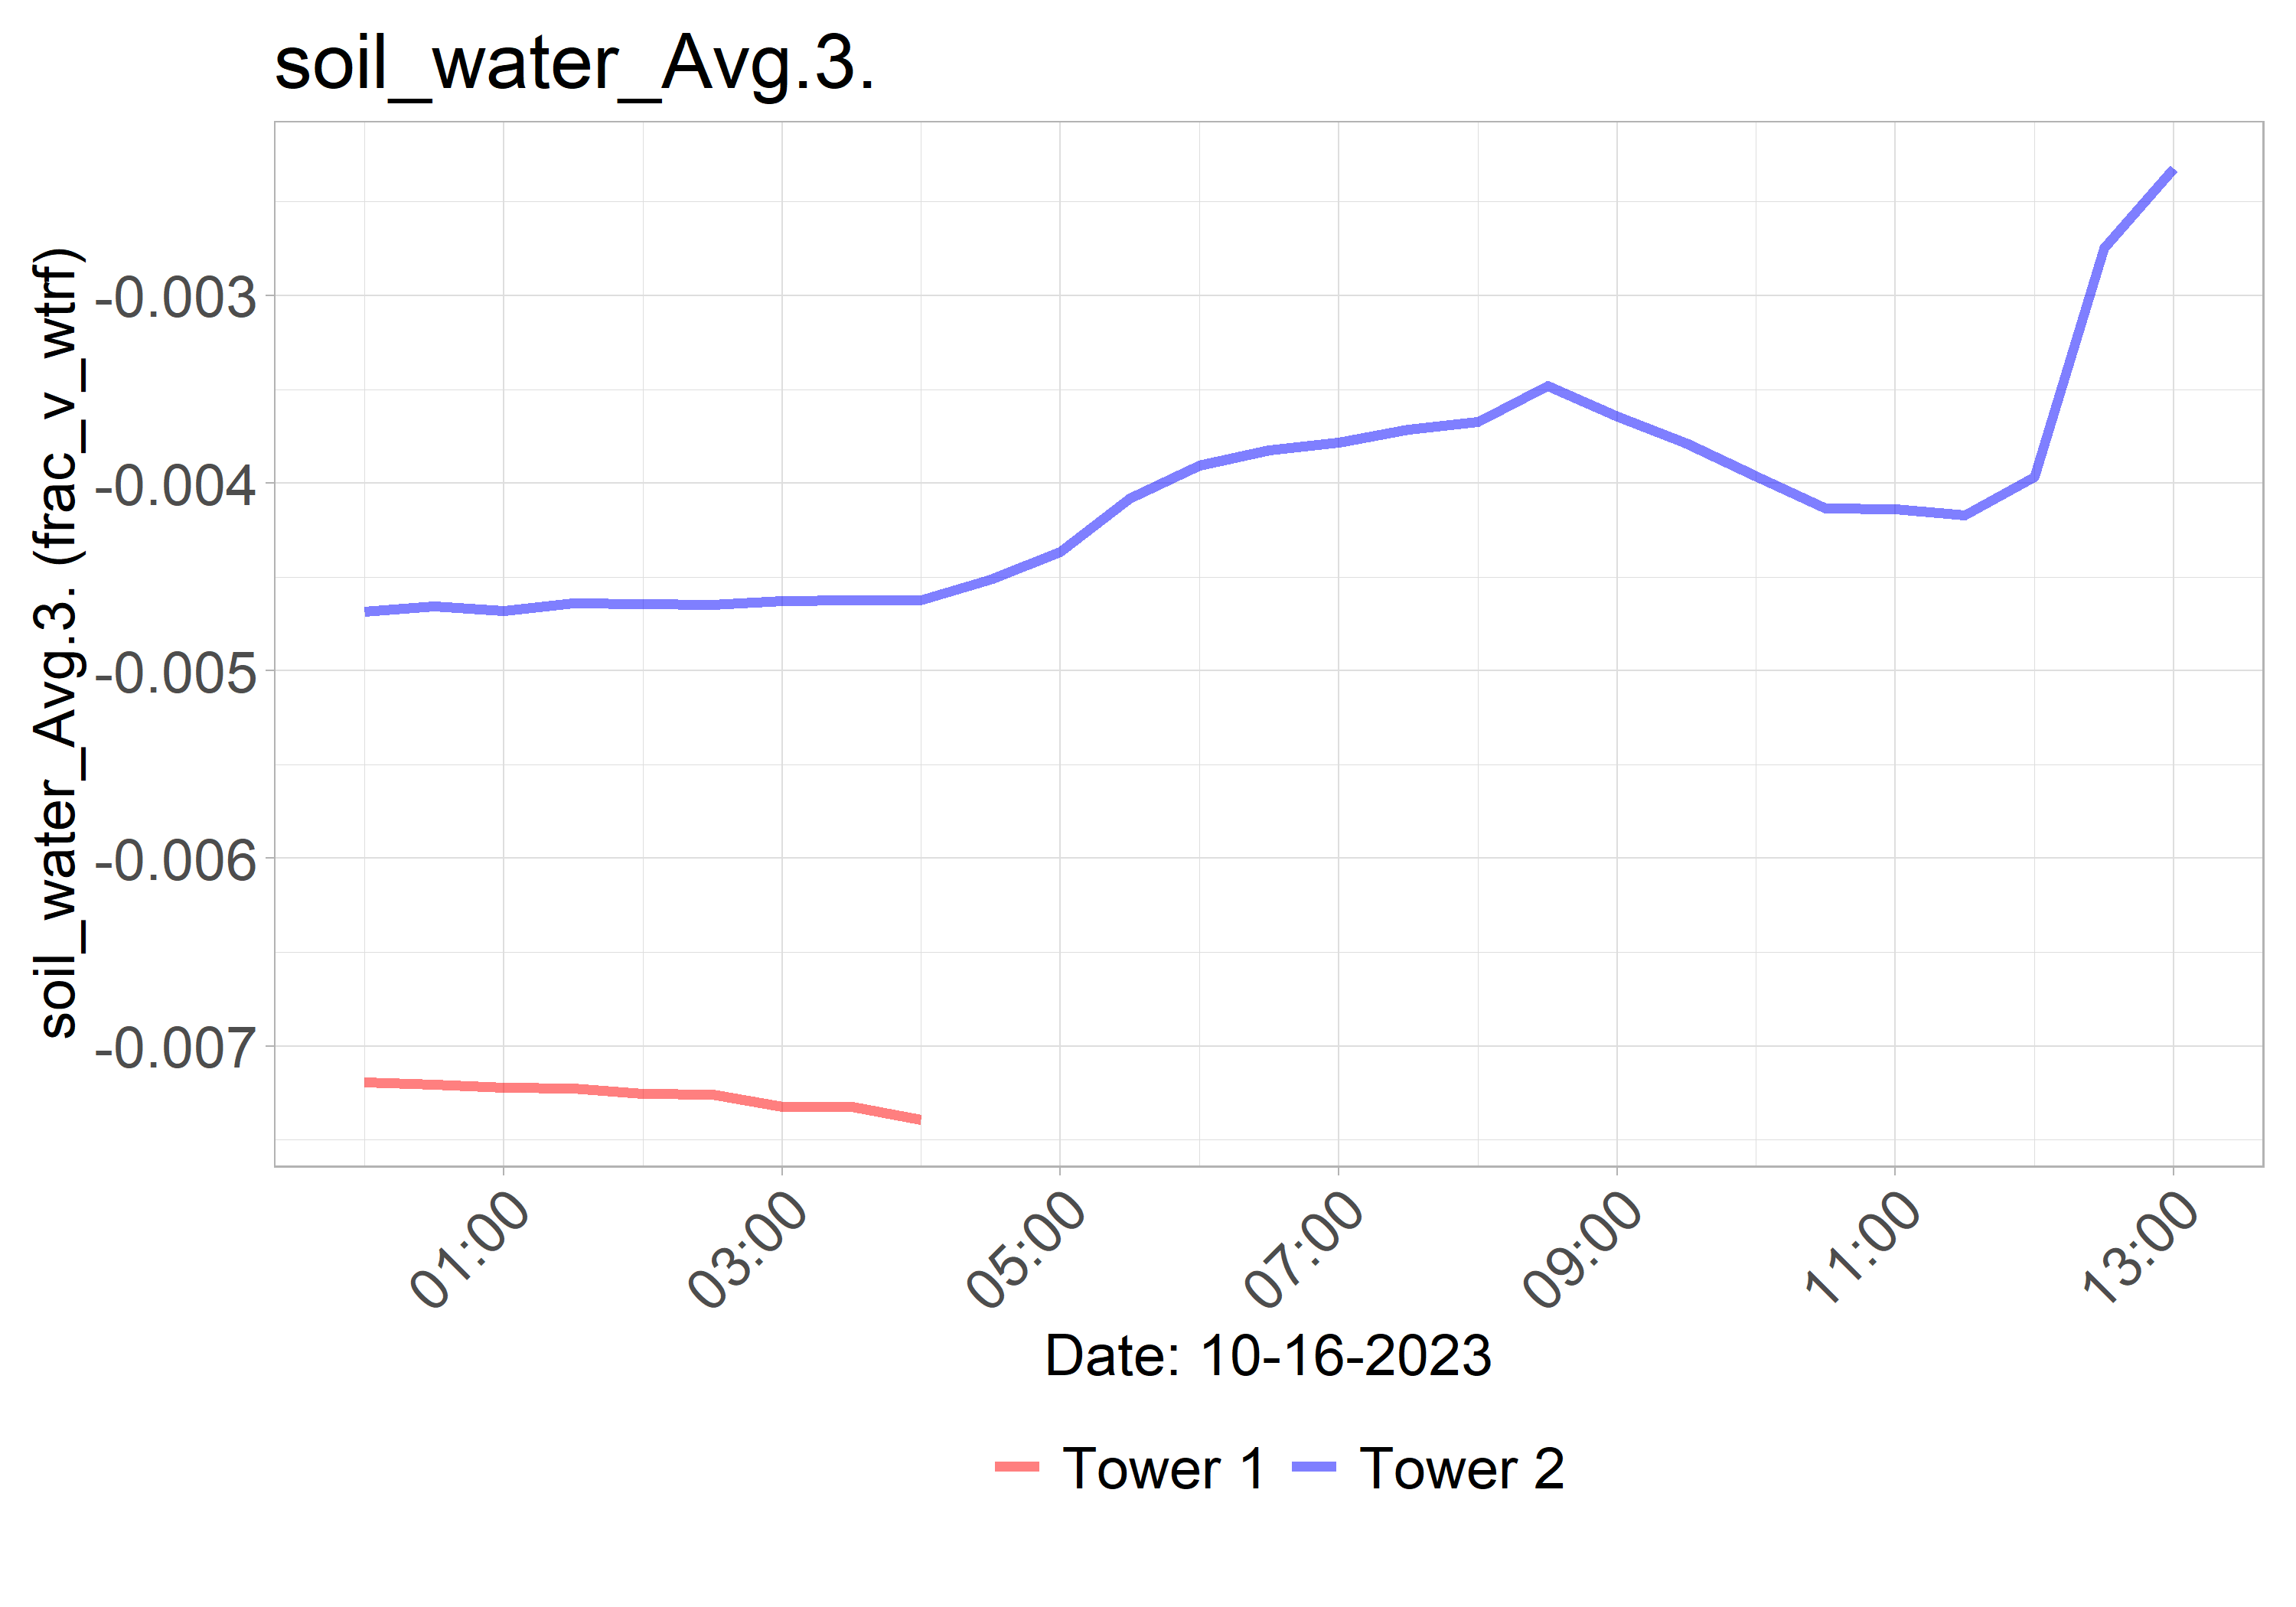 soil_water_Avg.3.
soil_water_Avg.3. (frac_v_wtrf)
-0.003
-0.004
-0.005
-0.006
-0.007
01:00 03:00 05:00 07:00 09:00 11:00 13:00
Date: 10-16-2023
Tower 1 Tower 2